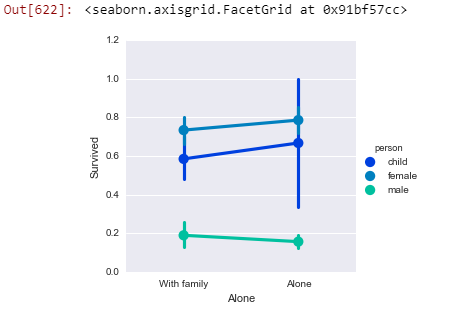 Out[622]: <seaborn.axisgrid.FacetGrid at 0x91bf57cc>
1.2
1.0
0.8
0.6
0.4
0.2
0.0
Survived
With family Alone
Alone
person
child
female
male